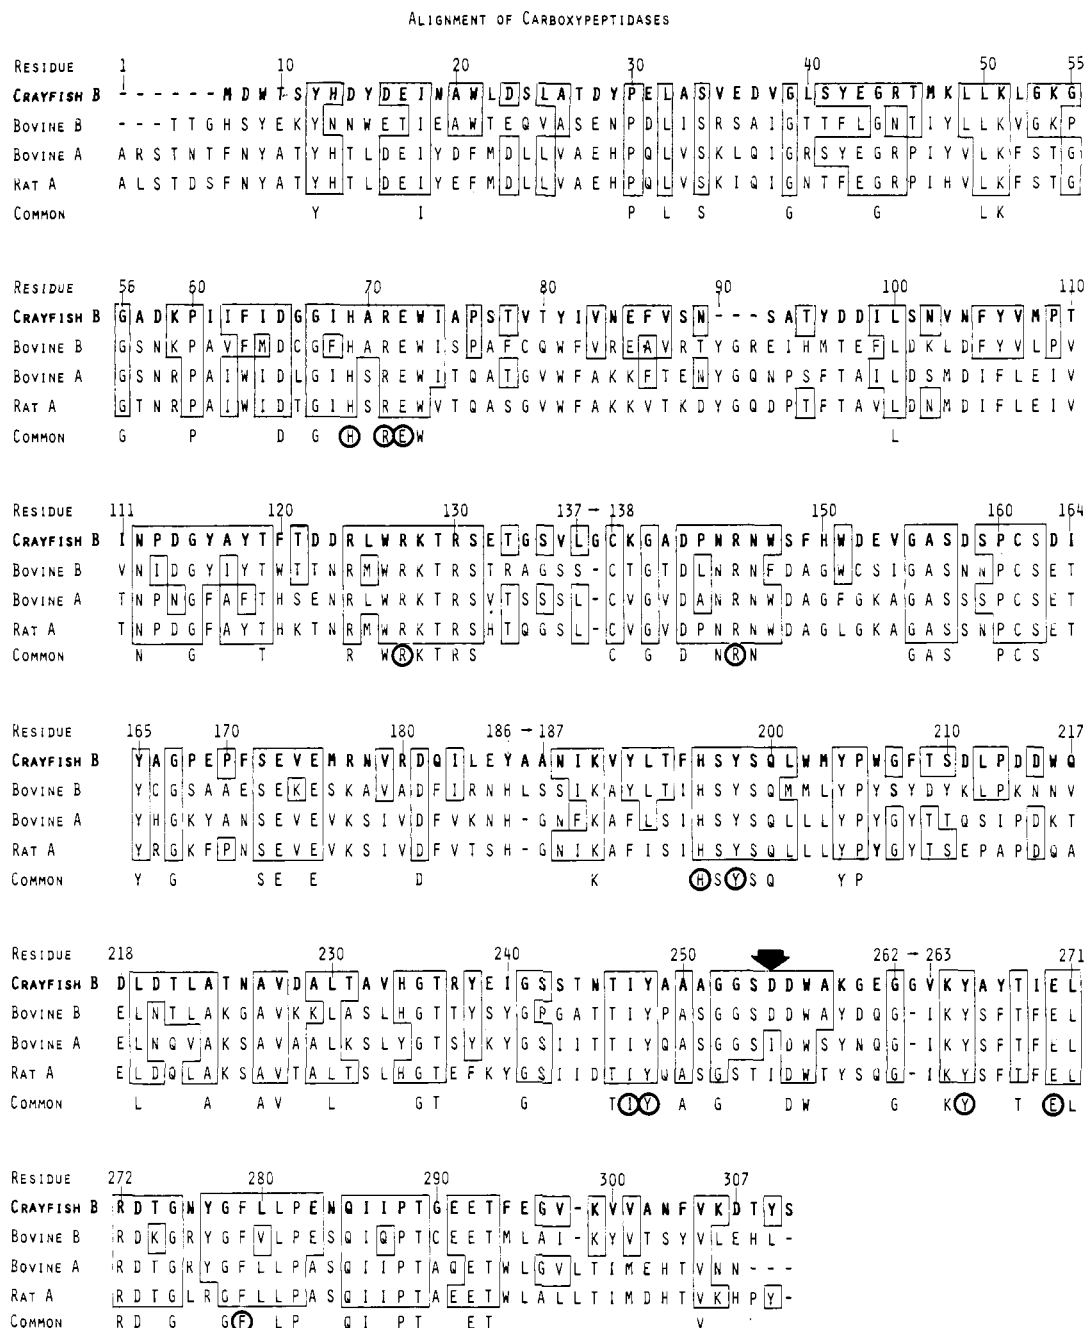 ALIGNMENT OF CARBOXYPEPTIDASES
RESIDUE 1 10 20 30 40 50 55
CRAYFISH B - - - - - - M D W T S Y H D Y D E I N A W L D S L A T D Y P E L A S V E D V G L S Y E G R T M K L L K L G K G
BOVINE B - - - T T G H S Y E K Y N N W E T I E A W T E Q V A S E N P D L I S R S A I G T T F L G N T I Y L L K V G K P
BOVINE A A R S T N T F N Y A T Y H T L D E I Y D F M D L L V A E H P Q L V S K L Q I G R S Y E G R P I Y V L K F S T G
RAT A A L S T D S F N Y A T Y H T L D E I Y E F M D L L V A E H P Q L V S K I Q I G N T F E G R P I H V L K F S T G
COMMON Y I P L S G G L K
RESIDUE 56 60 70 80 90 100 110
CRAYFISH B G A D K P I I F I D G G I H A R E W I A P S T V T Y I V N E F V S N - - - S A T Y D D I L S N V N F Y V M P T
BOVINE B G S N K P A V F M D C G F H A R E W I S P A F C Q W F V R E A V R T Y G R E I H M T E F L D K L D F Y V L P V
BOVINE A G S N R P A I W I D L G I H S R E W I T Q A T G V W F A K K F T E N Y G Q N P S F T A I L D S M D I F L E I V
RAT A G T N R P A I W I D T G I H S R E W V T Q A S G V W F A K K V T K D Y G Q D P T F T A V L D N M D I F L E I V
COMMON G P D G H R E W L
RESIDUE 111 120 130 137 → 138 150 160 164
CRAYFISH B I N P D G Y A Y T F T D D R L W R K T R S E T G S V L G C K G A D P N R N W S F H W D E V G A S D S P C S D I
BOVINE B V N I D G Y I Y T W T T N R M W R K T R S T R A G S S - C T G T D L N R N F D A G W C S I G A S N N P C S E T
BOVINE A T N P N G F A F T H S E N R L W R K T R S V T S S S L - C V G V D A N R N W D A G F G K A G A S S S P C S E T
RAT A T N P D G F A Y T H K T N R M W R K T R S H T Q G S L - C V G V D P N R N W D A G L G K A G A S S N P C S E T
COMMON N G T R W R K T R S C G D N R N G A S P C S
RESIDUE 165 170 180 186 → 187 200 210 217
CRAYFISH B Y A G P E P F S E V E M R N V R D Q I L E Y A A N I K V Y L T F H S Y S Q L W M Y P W G F T S D L P D D W Q
BOVINE B Y C G S A A E S E K E S K A V A D F I R N H L S S I K A Y L T I H S Y S Q M M L Y P Y S Y D Y K L P K N N V
BOVINE A Y H G K Y A N S E V E V K S I V D F V K N H - G N F K A F L S I H S Y S Q L L L Y P Y G Y T T Q S I P D K T
RAT A Y R G K F P N S E V E V K S I V D F V T S H - G N I K A F I S I H S Y S Q L L L Y P Y G Y T S E P A P D Q A
COMMON Y G S E E D K H S Y S Q Y P
RESIDUE 218 230 240 250 262 → 263 271
CRAYFISH B D L D T L A T N A V D A L T A V H G T R Y E I G S S T N T I Y A A A G G S D D W A K G E G G V K Y A Y T I E L
BOVINE B E L N T L A K G A V K K L A S L H G T T Y S Y G P G A T T I Y P A S G G S D D W A Y D Q G - I K Y S F T F E L
BOVINE A E L N Q V A K S A V A A L K S L Y G T S Y K Y G S I I T T I Y Q A S G G S I D W S Y N Q G - I K Y S F T F E L
RAT A E L D Q L A K S A V T A L T S L H G T E F K Y G S I I D T I Y Q A S G S T I D W T Y S Q G - I K Y S F T F E L
COMMON L A A V L G T G T I Y A G D W G K Y T E L
RESIDUE 272 280 290 300 307
CRAYFISH B R D T G N Y G F L L P E N Q I I P T G E E T F E G V - K V V A N F V K D T Y S
BOVINE B R D K G R Y G F V L P E S Q I Q P T C E E T M L A I - K Y V T S Y V L E H L -
BOVINE A R D T G R Y G F L L P A S Q I I P T A Q E T W L G V L T I M E H T V N N - - -
RAT A R D T G L R G F L L P A S Q I I P T A E E T W L A L L T I M D H T V K H P Y -
COMMON R D G G F L P Q I P T E T V